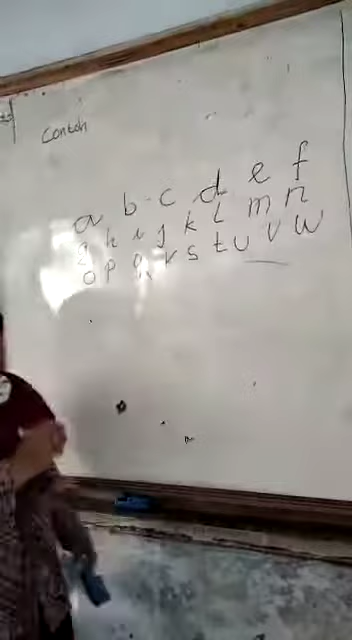 Contoh
a b c d e f
g h i j k l m n
o p q r s t u v w